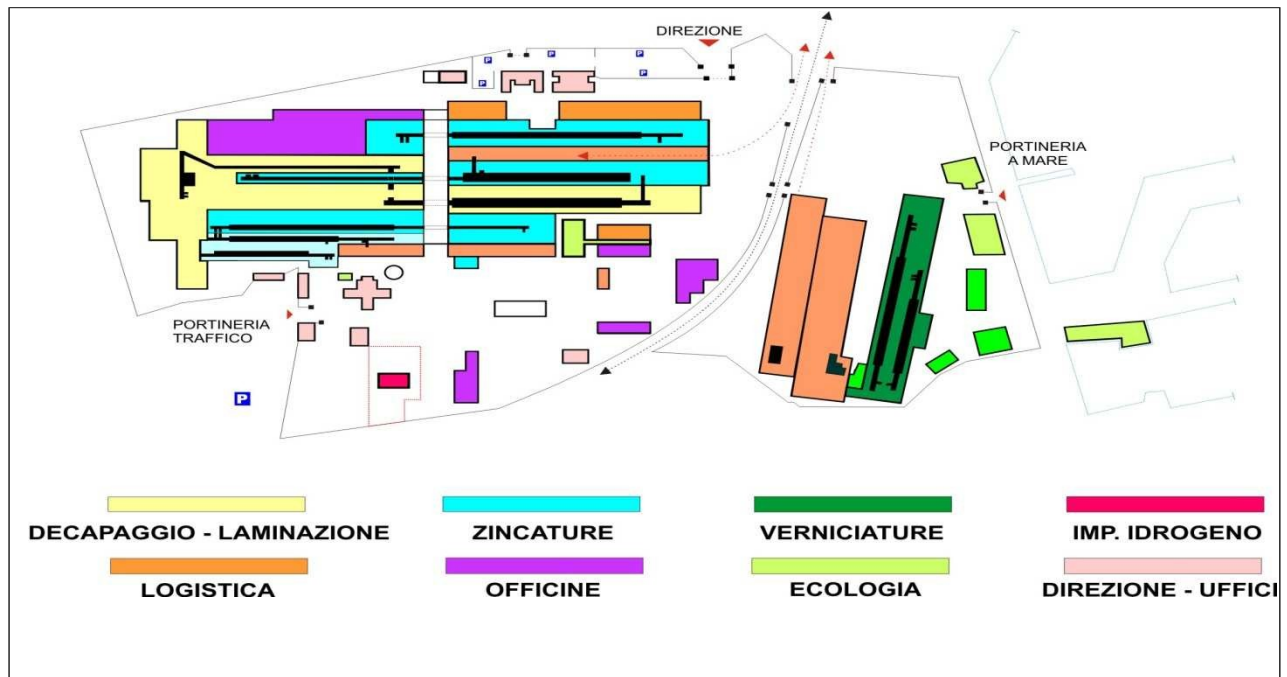 DIREZIONE
P
P
P
P
P
PORTINERIA
A MARE
PORTINERIA
TRAFFICO
P
DECAPAGGIO - LAMINAZIONE
ZINCATURE
VERNICIATURE
IMP. IDROGENO
LOGISTICA
OFFICINE
ECOLOGIA
DIREZIONE - UFFICI